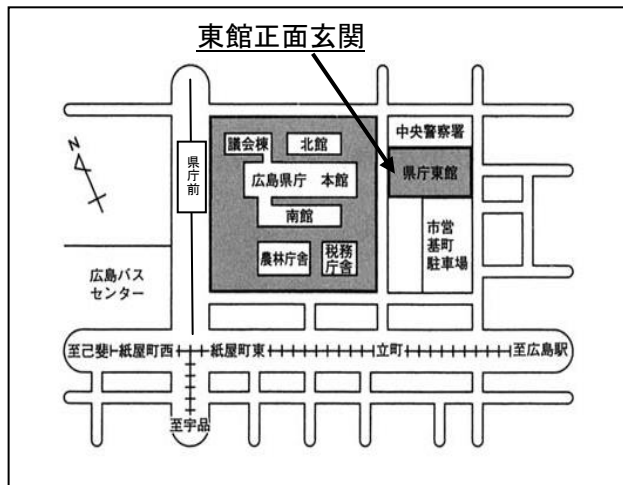 東館正面玄関
N
中央警察署
議会棟
北館
県庁前
広島県庁 本館
県庁東館
南館
市営
基町
駐車場
農林庁舎
税務
庁舎
広島バス
センター
至己斐
紙屋町西
紙屋町東
立町
至広島駅
至宇品